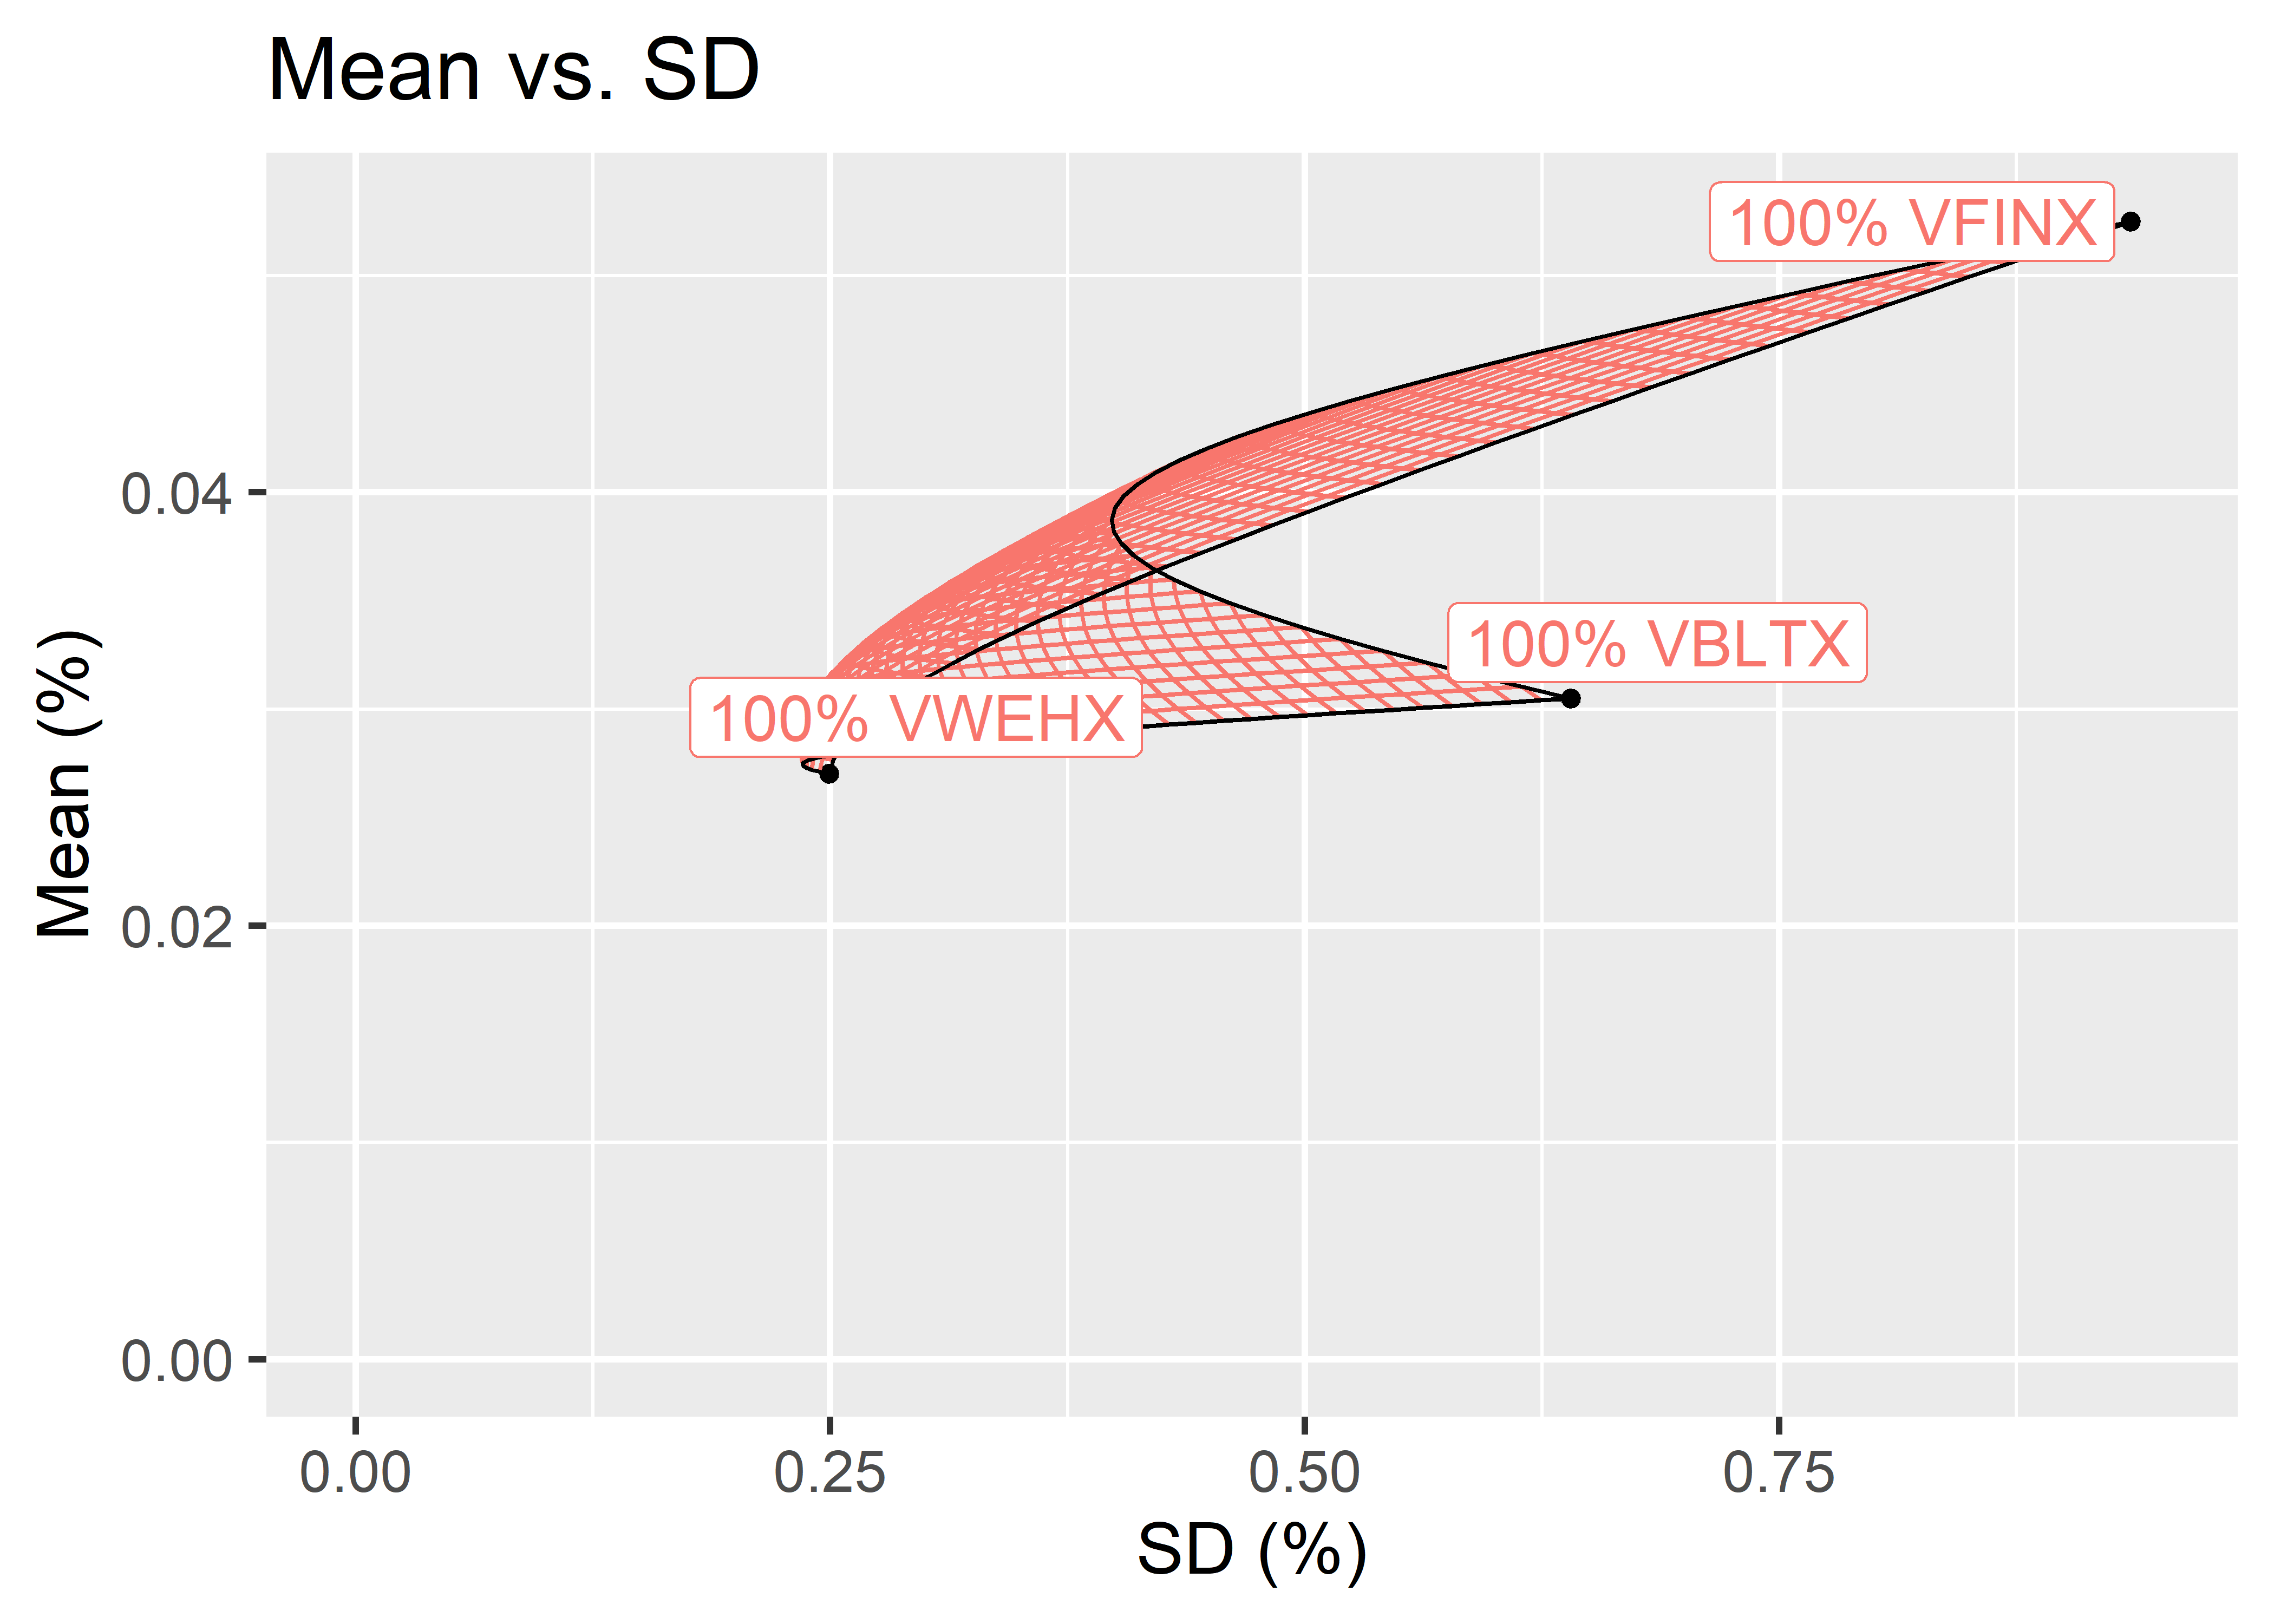 Mean vs. SD
100% VFINX
0.04
100% VBLTX
100% VWEHX
Mean (%)
0.02
0.00
0.00 0.25 0.50 0.75
SD (%)